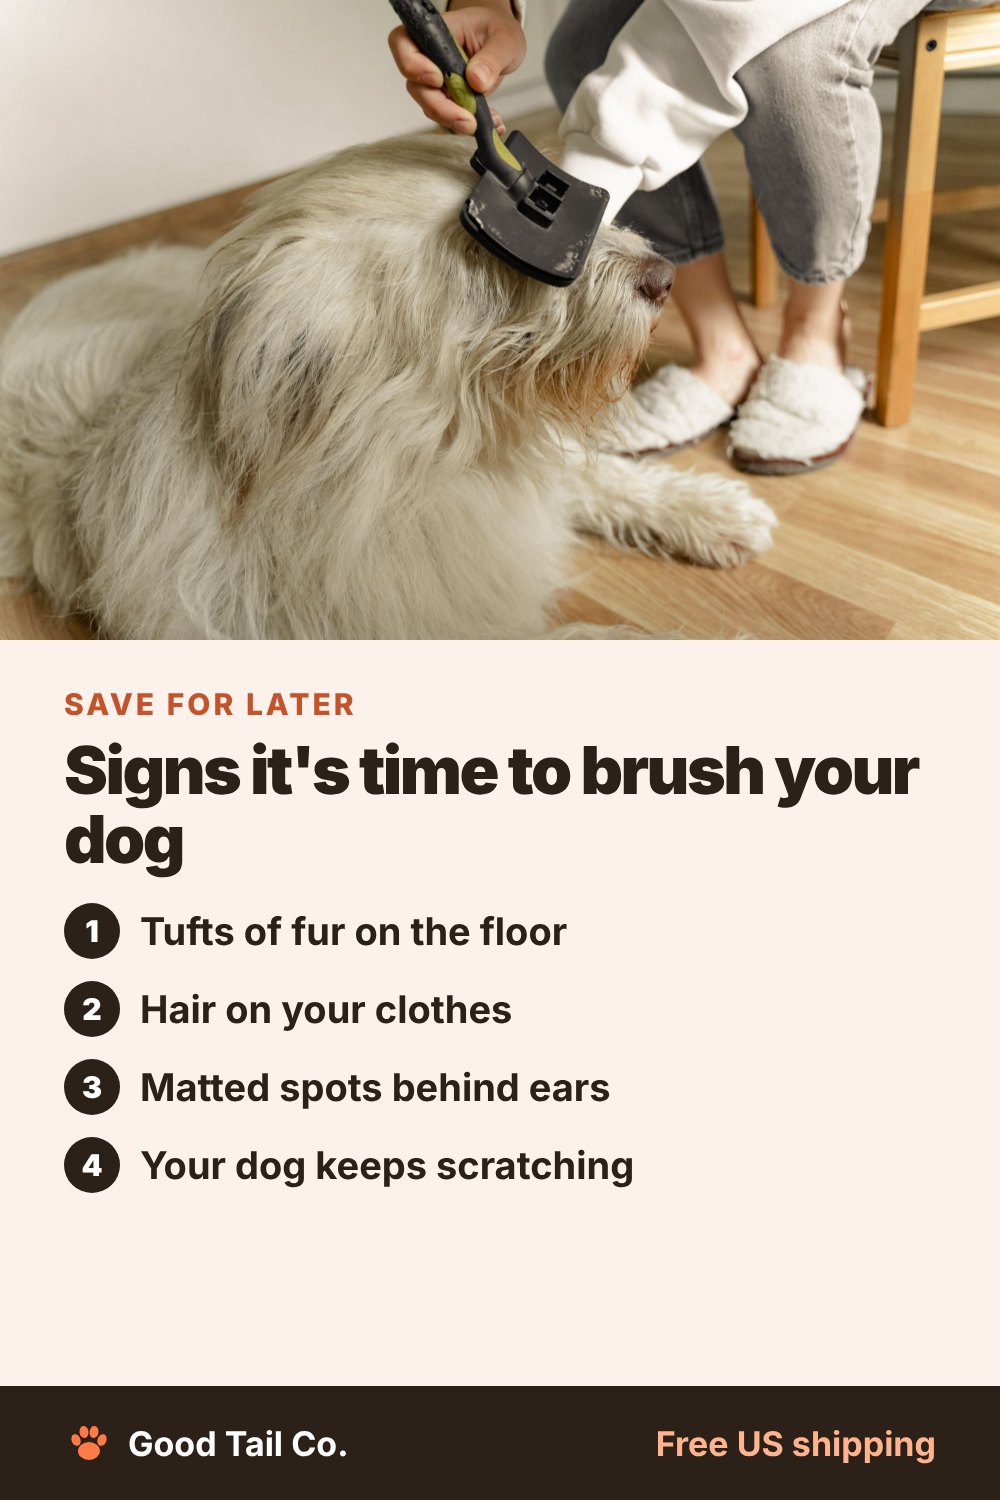 SAVE FOR LATER
Signs it's time to brush your
dog
1 Tufts of fur on the floor
2 Hair on your clothes
3 Matted spots behind ears
4 Your dog keeps scratching
Good Tail Co.
Free US shipping